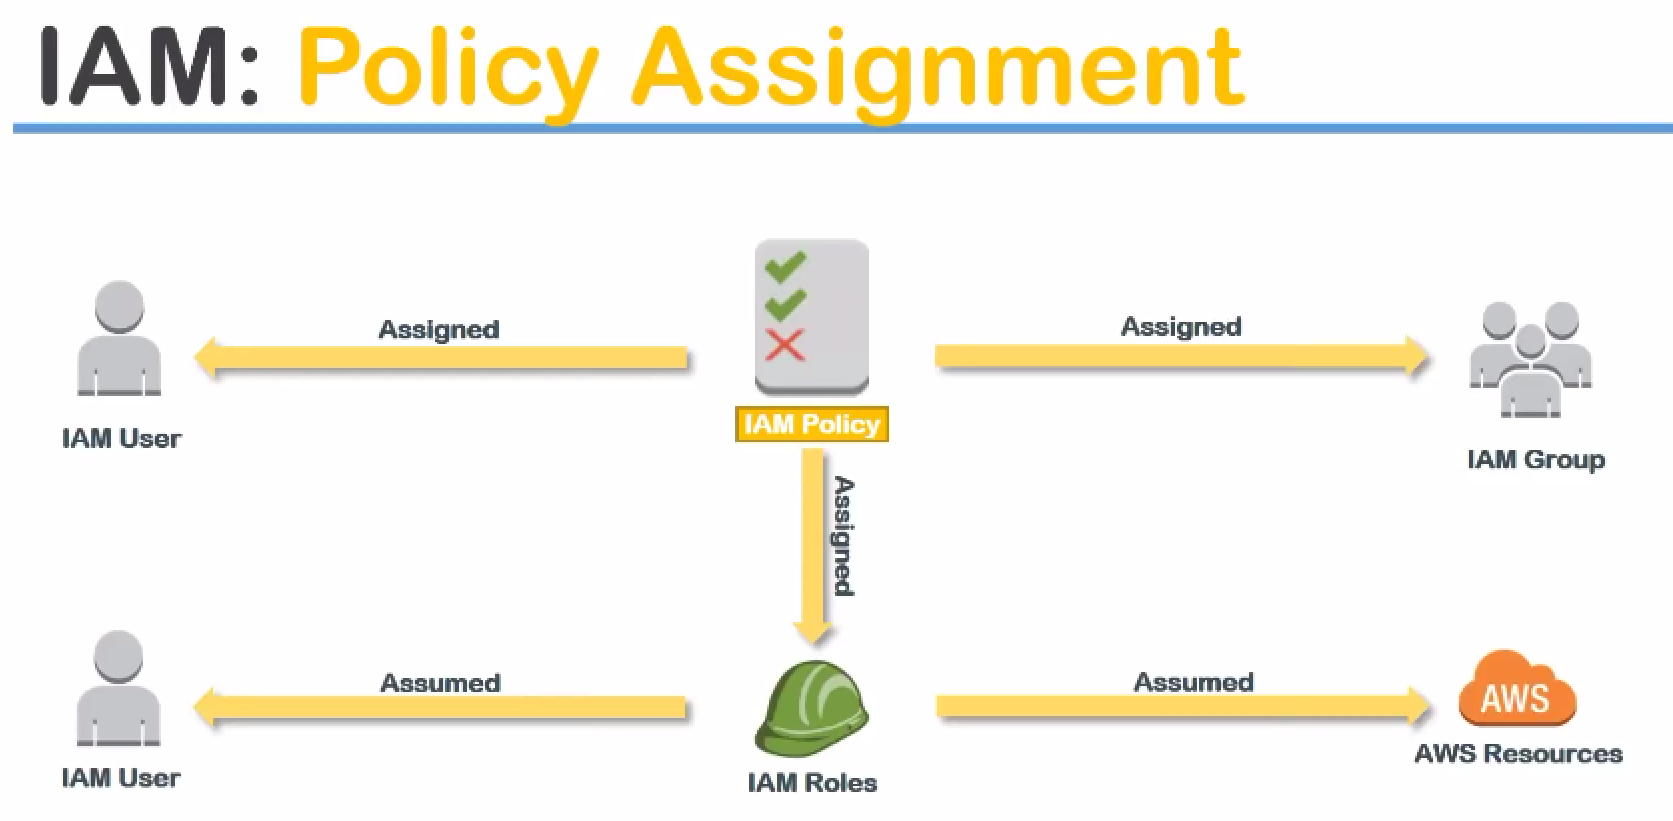 IAM: Policy Assignment
Assigned
Assigned
IAM User
IAM Policy
IAM Group
Assigned
Assumed
Assumed
AWS
IAM User
IAM Roles
AWS Resources